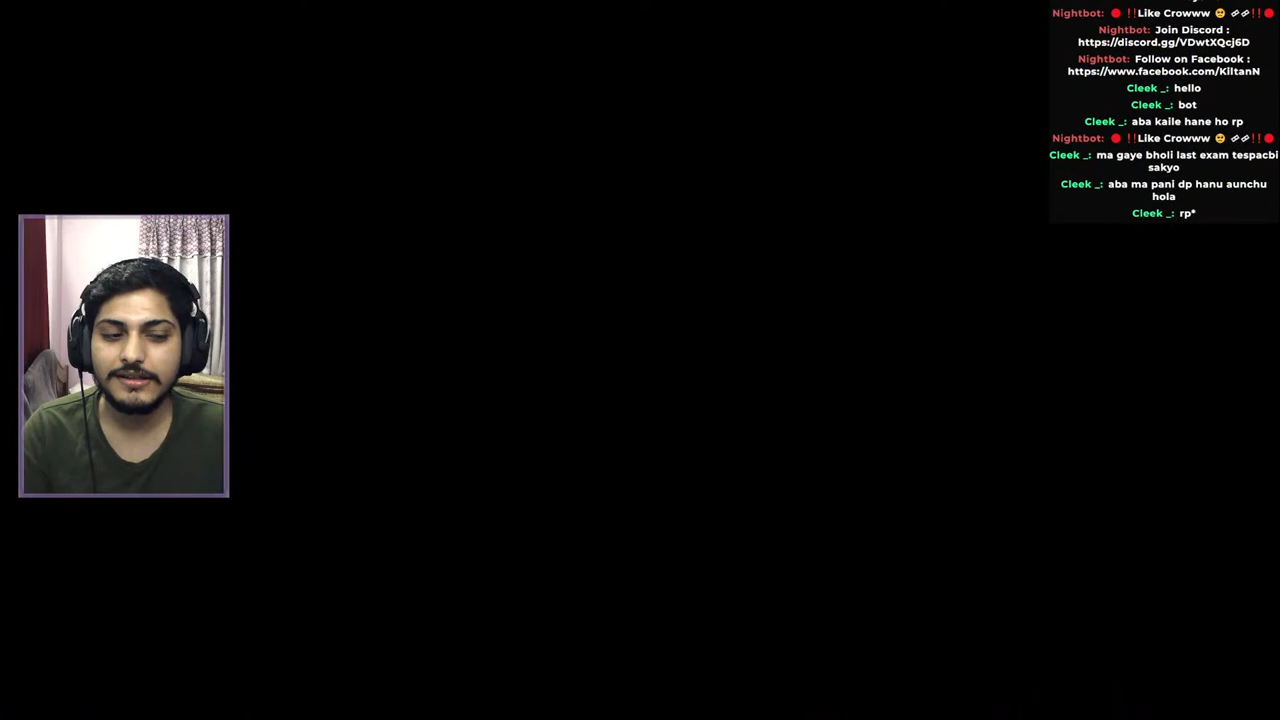 Nightbot: 🔴 ‼️Like Crowww 🙂 🔗🔗‼️🔴
Nightbot: Join Discord :
https://discord.gg/VDwtXQcj6D
Nightbot: Follow on Facebook :
https://www.facebook.com/KiltanN
Cleek _: hello
Cleek _: bot
Cleek _: aba kaile hane ho rp
Nightbot: 🔴 ‼️Like Crowww 🙂 🔗🔗‼️🔴
Cleek _: ma gaye bholi last exam tespacbi
sakyo
Cleek _: aba ma pani dp hanu aunchu
hola
Cleek _: rp*